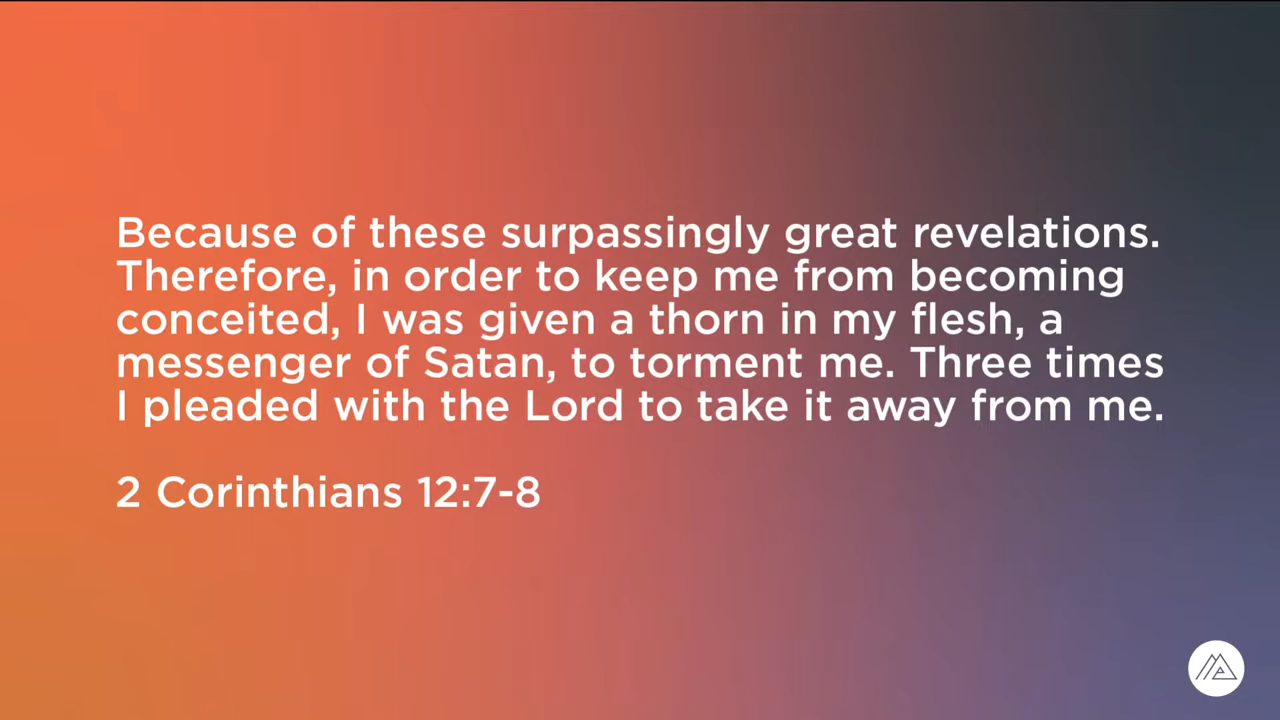 Because of these surpassingly great revelations.
Therefore, in order to keep me from becoming
conceited, I was given a thorn in my flesh, a
messenger of Satan, to torment me. Three times
I pleaded with the Lord to take it away from me.
2 Corinthians 12:7-8